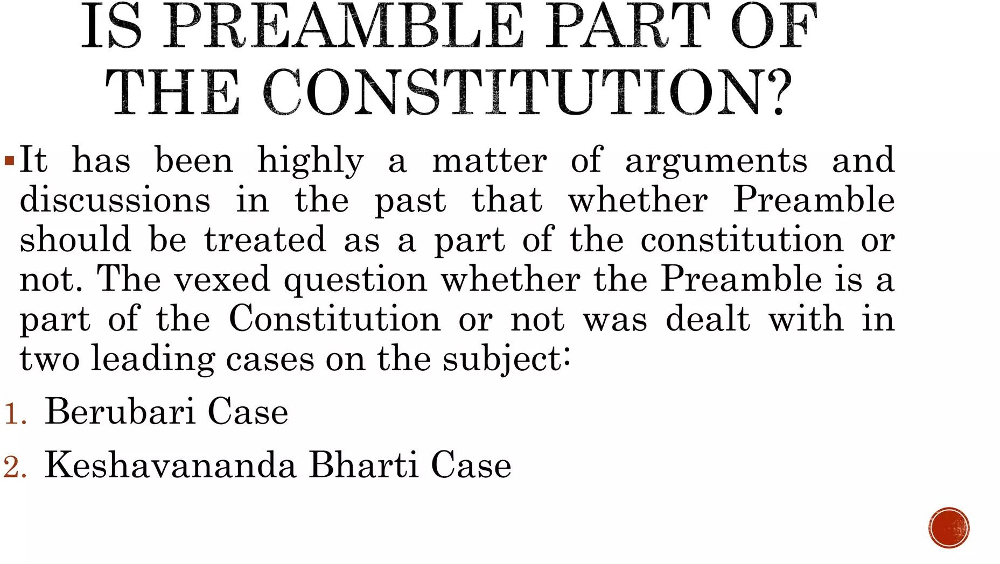 IS PREAMBLE PART OF
THE CONSTITUTION?
▪It has been highly a matter of arguments and
discussions in the past that whether Preamble
should be treated as a part of the constitution or
not. The vexed question whether the Preamble is a
part of the Constitution or not was dealt with in
two leading cases on the subject:
1. Berubari Case
2. Keshavananda Bharti Case